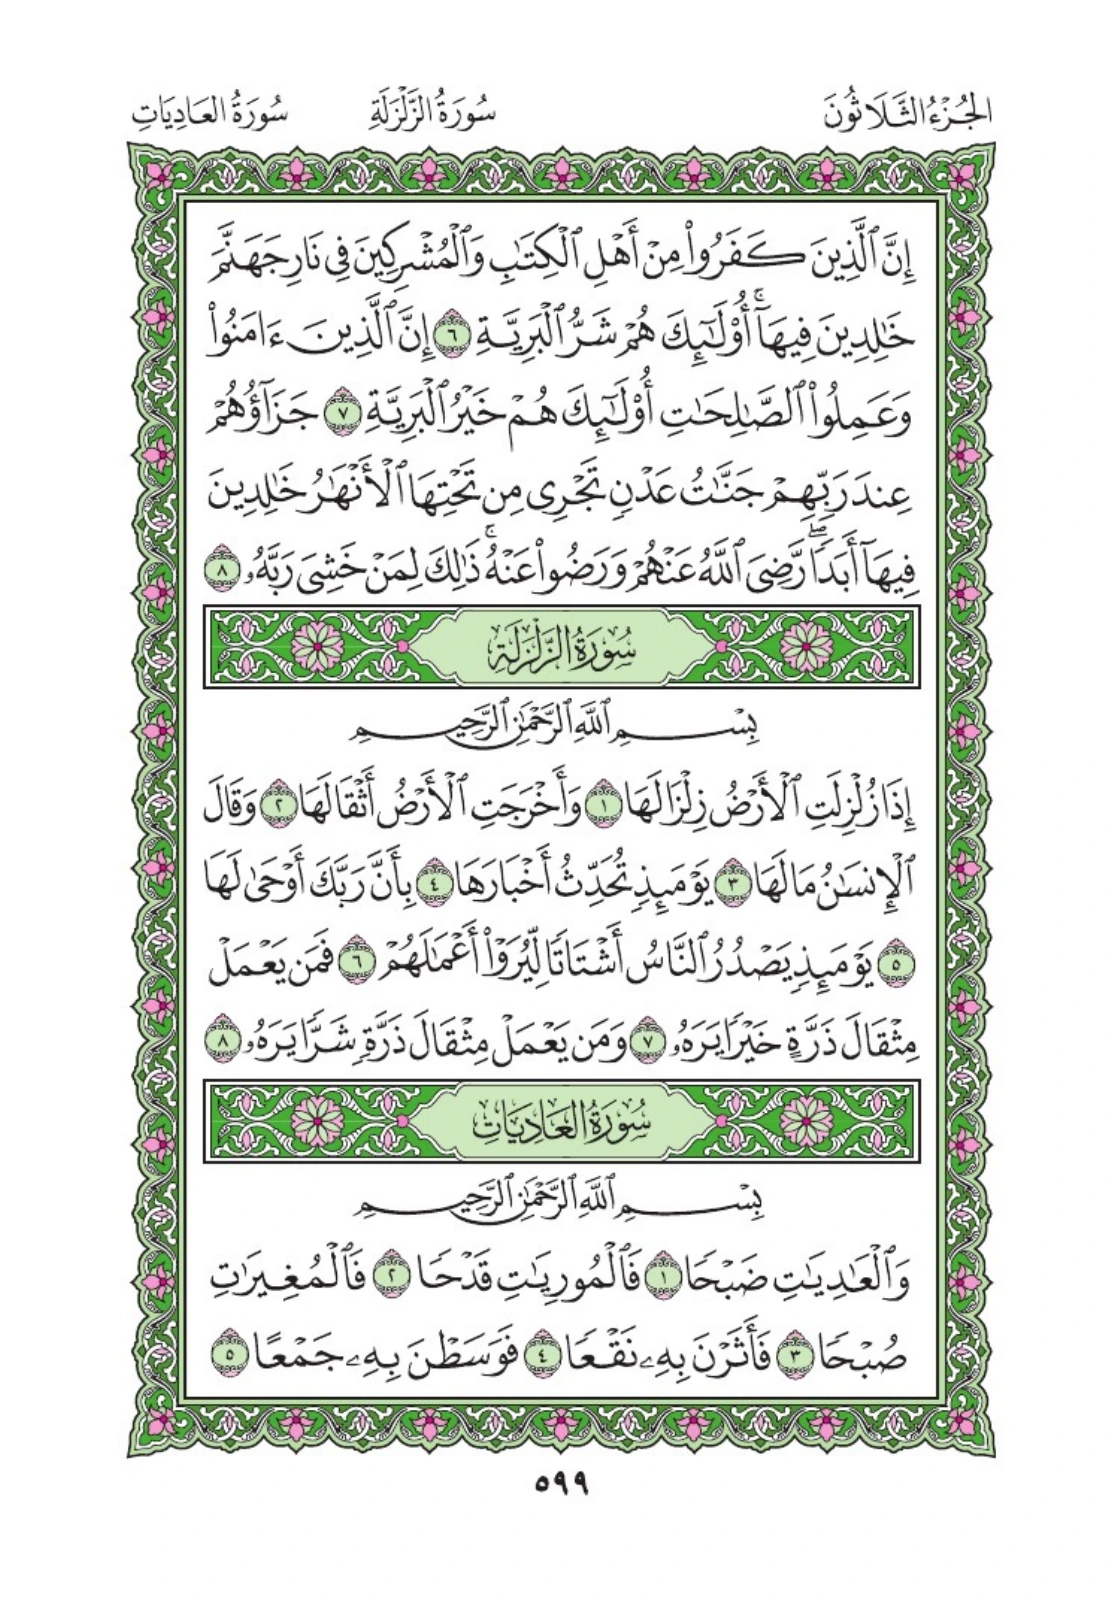 الجُزْءُ الثَّلَاثُونَ سُورَةُ الزَّلْزَلَةِ سُورَةُ العَادِيَاتِ
إِنَّ ٱلَّذِينَ كَفَرُواْ مِنْ أَهْلِ ٱلْكِتَٰبِ وَٱلْمُشْرِكِينَ فِى نَارِ جَهَنَّمَ
خَٰلِدِينَ فِيهَآۚ أُوْلَٰٓئِكَ هُمْ شَرُّ ٱلْبَرِيَّةِ ٦ إِنَّ ٱلَّذِينَ ءَامَنُواْ
وَعَمِلُواْ ٱلصَّٰلِحَٰتِ أُوْلَٰٓئِكَ هُمْ خَيْرُ ٱلْبَرِيَّةِ ٧ جَزَآؤُهُمْ
عِندَ رَبِّهِمْ جَنَّٰتُ عَدْنٍ تَجْرِى مِن تَحْتِهَا ٱلْأَنْهَٰرُ خَٰلِدِينَ
فِيهَآ أَبَدًاۖ رَّضِىَ ٱللَّهُ عَنْهُمْ وَرَضُواْ عَنْهُۚ ذَٰلِكَ لِمَنْ خَشِىَ رَبَّهُۥ ٨
سُورَةُ الزَّلْزَلَةِ
بِسْمِ ٱللَّهِ ٱلرَّحْمَٰنِ ٱلرَّحِيمِ
إِذَا زُلْزِلَتِ ٱلْأَرْضُ زِلْزَالَهَا ١ وَأَخْرَجَتِ ٱلْأَرْضُ أَثْقَالَهَا ٢ وَقَالَ
ٱلْإِنسَٰنُ مَا لَهَا ٣ يَوْمَئِذٍ تُحَدِّثُ أَخْبَارَهَا ٤ بِأَنَّ رَبَّكَ أَوْحَىٰ لَهَا
٥ يَوْمَئِذٍ يَصْدُرُ ٱلنَّاسُ أَشْتَاتًا لِّيُرَوْاْ أَعْمَٰلَهُمْ ٦ فَمَن يَعْمَلْ
مِثْقَالَ ذَرَّةٍ خَيْرًا يَرَهُۥ ٧ وَمَن يَعْمَلْ مِثْقَالَ ذَرَّةٍ شَرًّا يَرَهُۥ ٨
سُورَةُ العَادِيَاتِ
بِسْمِ ٱللَّهِ ٱلرَّحْمَٰنِ ٱلرَّحِيمِ
وَٱلْعَٰدِيَٰتِ ضَبْحًا ١ فَٱلْمُورِيَٰتِ قَدْحًا ٢ فَٱلْمُغِيرَٰتِ
صُبْحًا ٣ فَأَثَرْنَ بِهِۦ نَقْعًا ٤ فَوَسَطْنَ بِهِۦ جَمْعًا ٥
٥٩٩